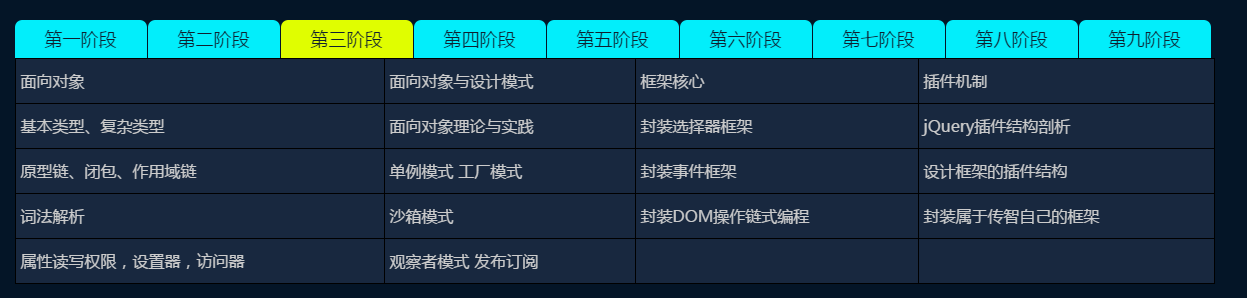 第一阶段 第二阶段 第三阶段 第四阶段 第五阶段 第六阶段 第七阶段 第八阶段 第九阶段
面向对象 面向对象与设计模式 框架核心 插件机制
基本类型、复杂类型 面向对象理论与实践 封装选择器框架 jQuery插件结构剖析
原型链、闭包、作用域链 单例模式 工厂模式 封装事件框架 设计框架的插件结构
词法解析 沙箱模式 封装DOM操作链式编程 封装属于传智自己的框架
属性读写权限，设置器，访问器 观察者模式 发布订阅